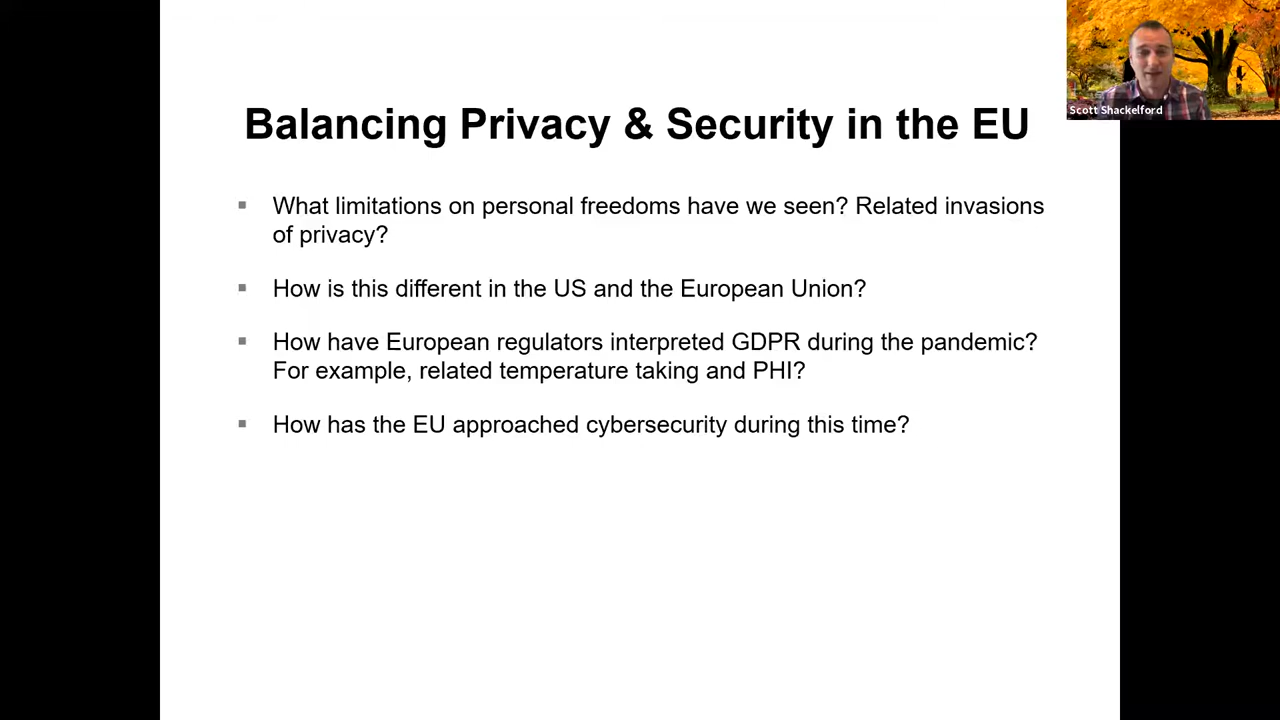 Scott Shackelford
Balancing Privacy & Security in the EU
▪ What limitations on personal freedoms have we seen? Related invasions
of privacy?
▪ How is this different in the US and the European Union?
▪ How have European regulators interpreted GDPR during the pandemic?
For example, related temperature taking and PHI?
▪ How has the EU approached cybersecurity during this time?